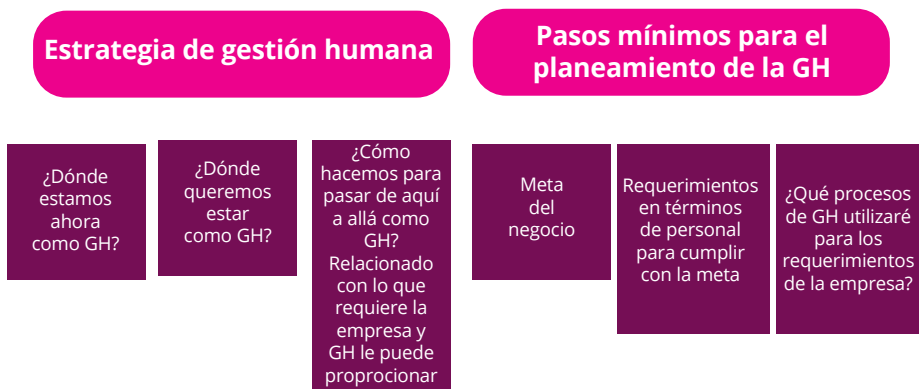 Estrategia de gestión humana
Pasos mínimos para el
planeamiento de la GH
¿Dónde
estamos
ahora
como GH?
¿Dónde
queremos
estar
como GH?
¿Cómo
hacemos para
pasar de aquí
a allá como
GH?
Relacionado
con lo que
requiere la
empresa y
GH le puede
proprocionar
Meta
del
negocio
Requerimientos
en términos
de personal
para cumplir
con la meta
¿Qué procesos
de GH utilizaré
para los
requerimientos
de la empresa?